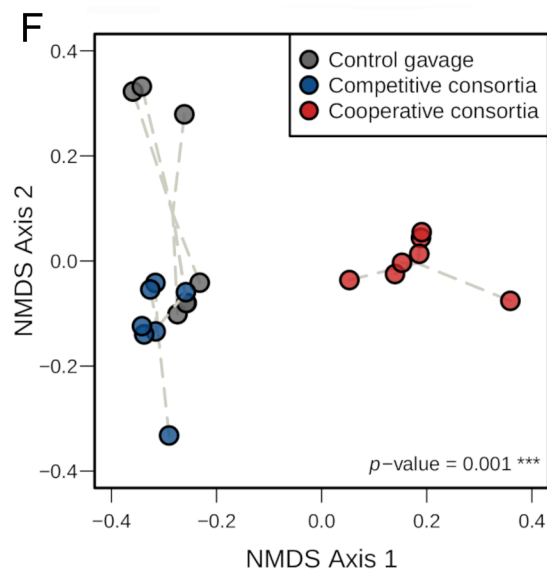 F
Control gavage
Competitive consortia
Cooperative consortia
0.4
0.2
0.0
−0.2
−0.4
NMDS Axis 2
p−value = 0.001 ***
−0.4 −0.2 0.0 0.2 0.4
NMDS Axis 1